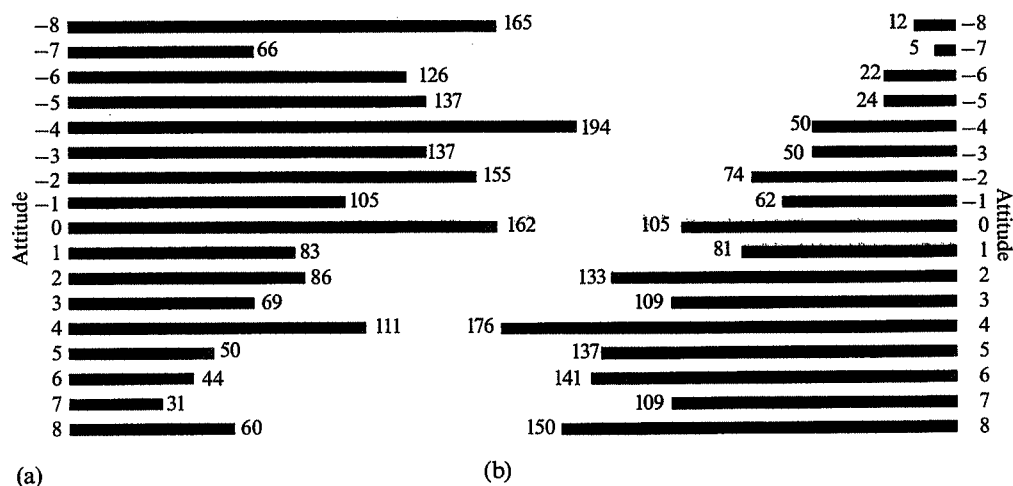 −8 165 12 −8
−7 66 5 −7
−6 126 22 −6
−5 137 24 −5
−4 194 50 −4
−3 137 50 −3
−2 155 74 −2
−1 105 62 −1
0 162 105 0
1 83 81 1
2 86 133 2
3 69 109 3
4 111 176 4
5 50 137 5
6 44 141 6
7 31 109 7
8 60 150 8
Attitude
Attitude
(a) (b)